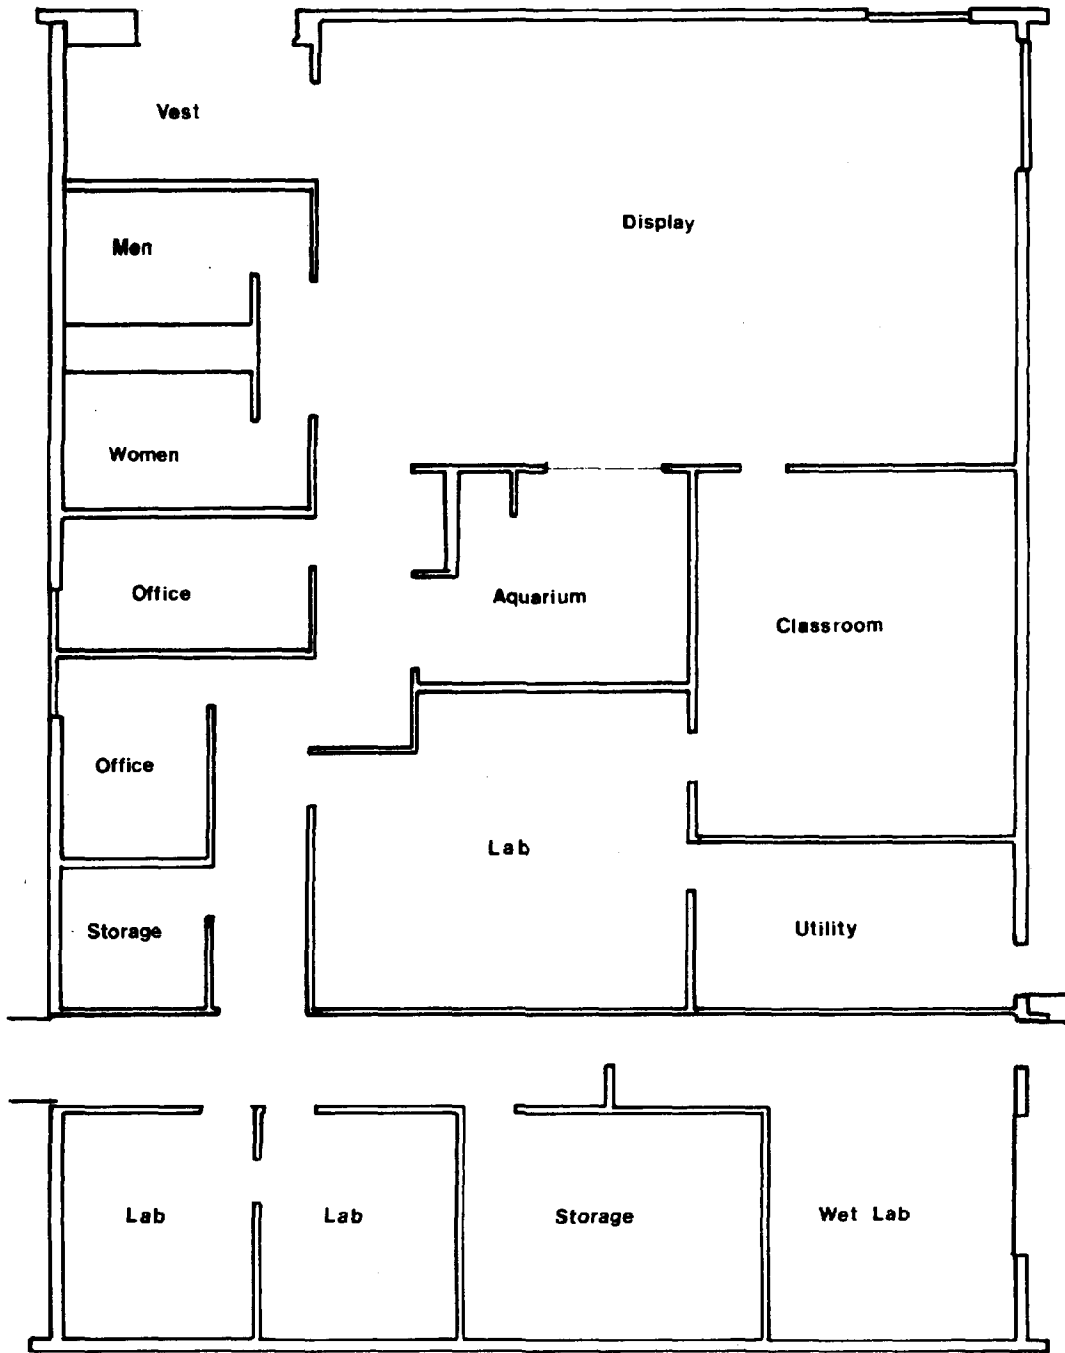 Vest
Display
Men
Women
Office
Aquarium
Classroom
Office
Lab
Storage
Utility
Lab
Lab
Storage
Wet Lab